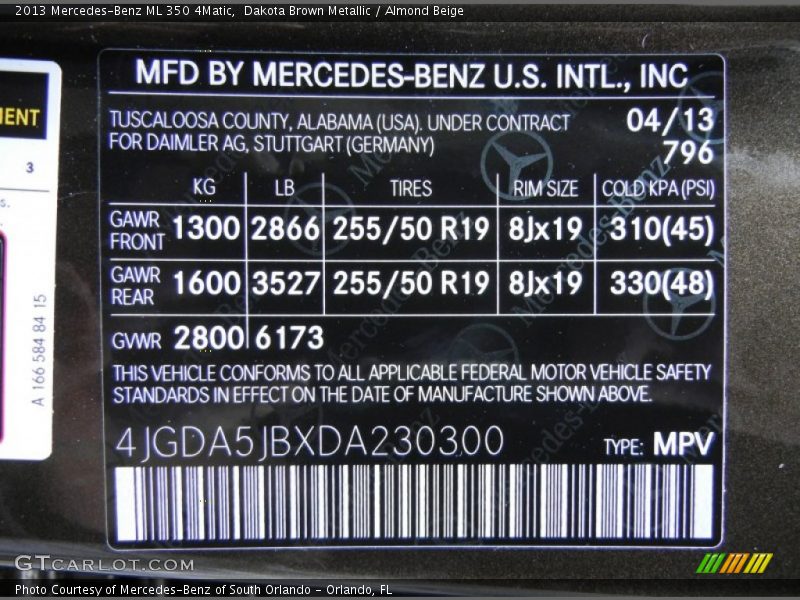 2013 Mercedes-Benz ML 350 4Matic,  Dakota Brown Metallic / Almond Beige
MFD BY MERCEDES-BENZ U.S. INTL., INC
TUSCALOOSA COUNTY, ALABAMA (USA). UNDER CONTRACT 04/13
FOR DAIMLER AG, STUTTGART (GERMANY) 796
KG LB TIRES RIM SIZE COLD KPA (PSI)
GAWR FRONT 1300 2866 255/50 R19 8Jx19 310(45)
GAWR REAR 1600 3527 255/50 R19 8Jx19 330(48)
GVWR 2800 6173
THIS VEHICLE CONFORMS TO ALL APPLICABLE FEDERAL MOTOR VEHICLE SAFETY
STANDARDS IN EFFECT ON THE DATE OF MANUFACTURE SHOWN ABOVE.
4JGDA5JBXDA230300 TYPE: MPV
3
A 166 584 84 15
GTCARLOT.COM
Photo Courtesy of Mercedes-Benz of South Orlando - Orlando, FL